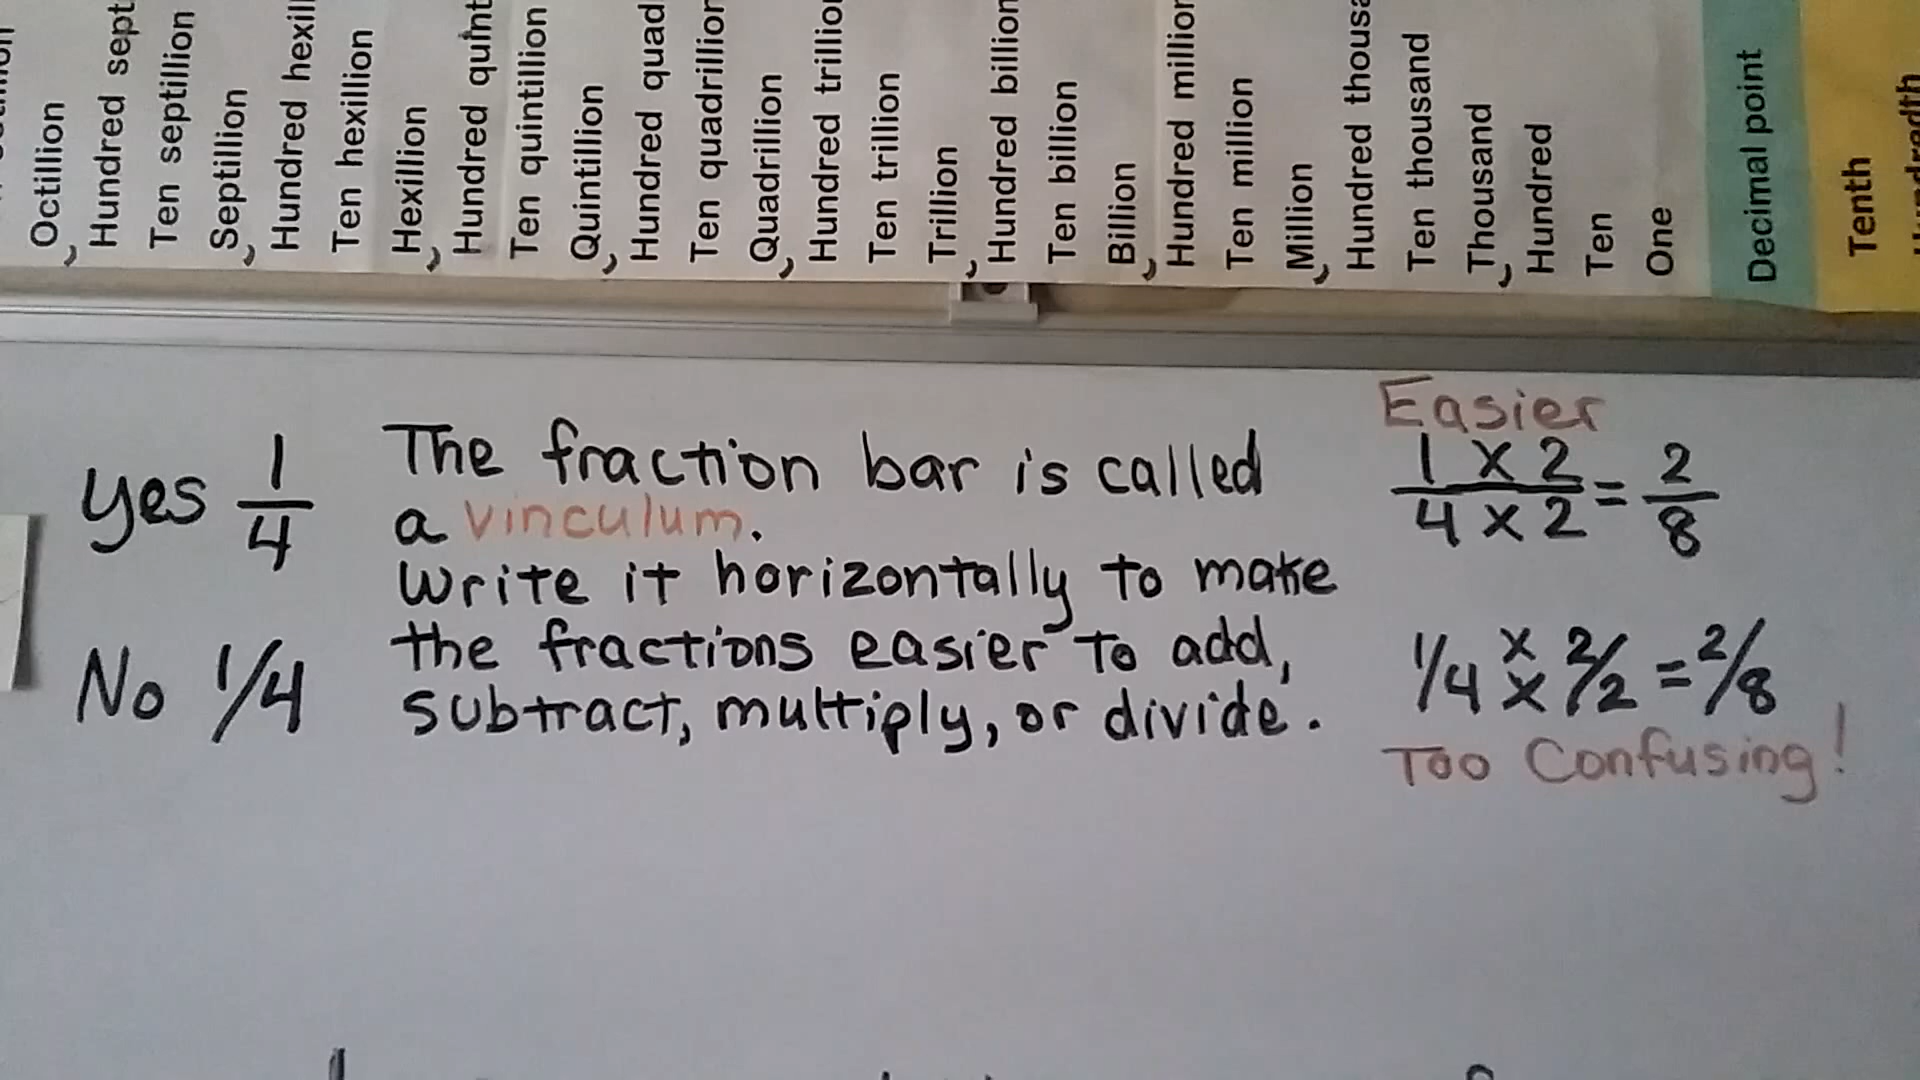 Octillion
Hundred sept
Ten septillion
Septillion
Hundred hexill
Ten hexillion
Hexillion
Hundred quint
Ten quintillion
Quintillion
Hundred quad
Ten quadrillion
Quadrillion
Hundred trillion
Ten trillion
Trillion
Hundred billion
Ten billion
Billion
Hundred million
Ten million
Million
Hundred thousa
Ten thousand
Thousand
Hundred
Ten
One
Decimal point
Tenth
Hundredth
yes 1/4
The fraction bar is called
a vinculum.
Write it horizontally to make
the fractions easier to add,
subtract, multiply, or divide.
No 1/4
Easier
1 x 2 / 4 x 2 = 2/8
1/4 x x 2/2 = 2/8
Too Confusing!